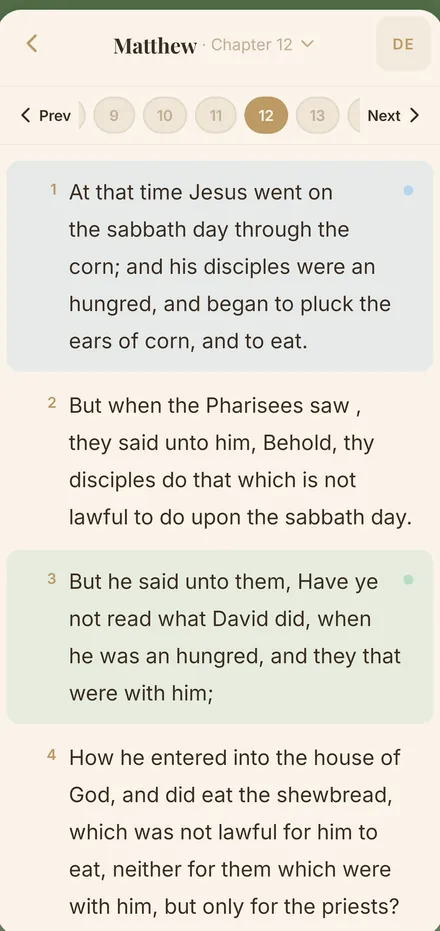 Matthew · Chapter 12
DE
Prev
9
10
11
12
13
Next
1 At that time Jesus went on
the sabbath day through the
corn; and his disciples were an
hungred, and began to pluck the
ears of corn, and to eat.
2 But when the Pharisees saw ,
they said unto him, Behold, thy
disciples do that which is not
lawful to do upon the sabbath day.
3 But he said unto them, Have ye
not read what David did, when
he was an hungred, and they that
were with him;
4 How he entered into the house of
God, and did eat the shewbread,
which was not lawful for him to
eat, neither for them which were
with him, but only for the priests?